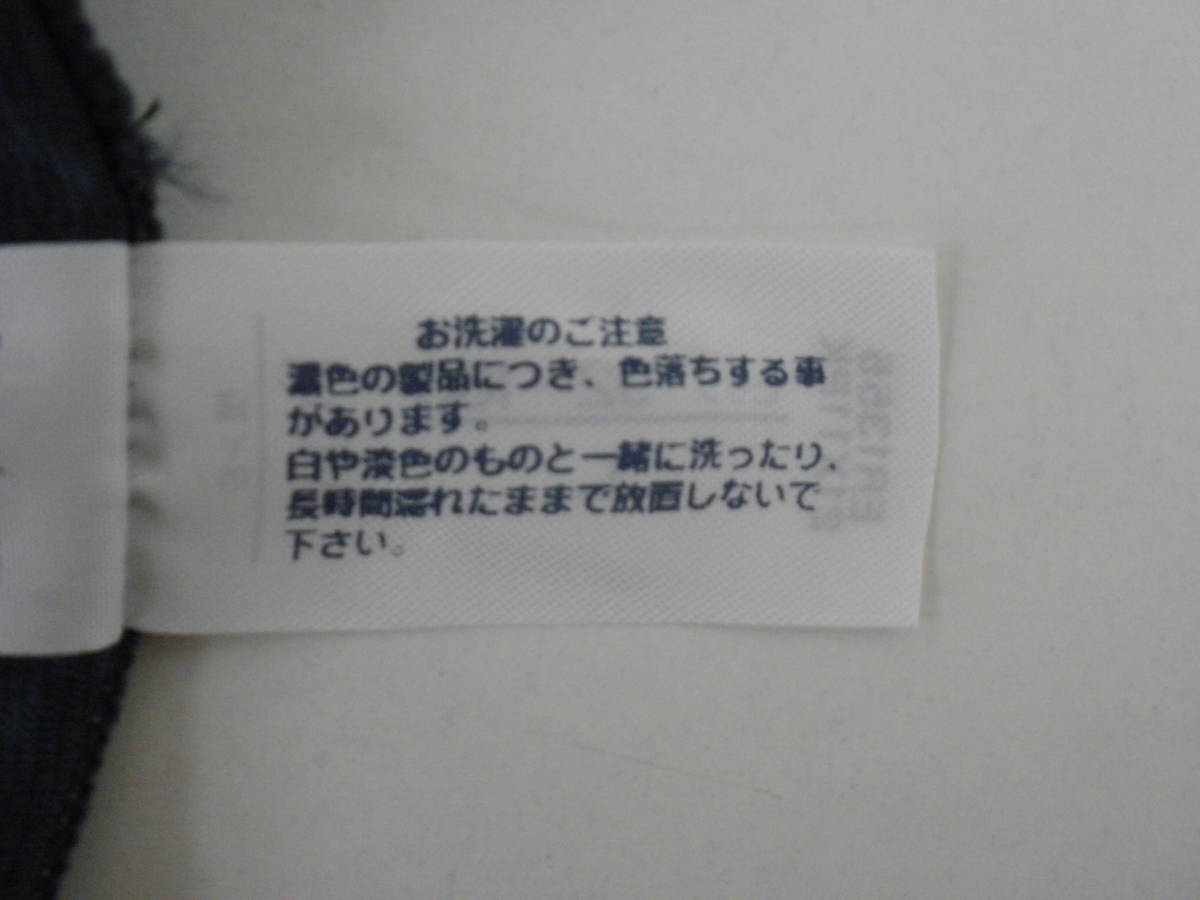 お洗濯のご注意
濃色の製品につき、色落ちする事
があります。
白や淡色のものと一緒に洗ったり、
長時間濡れたままで放置しないで
下さい。